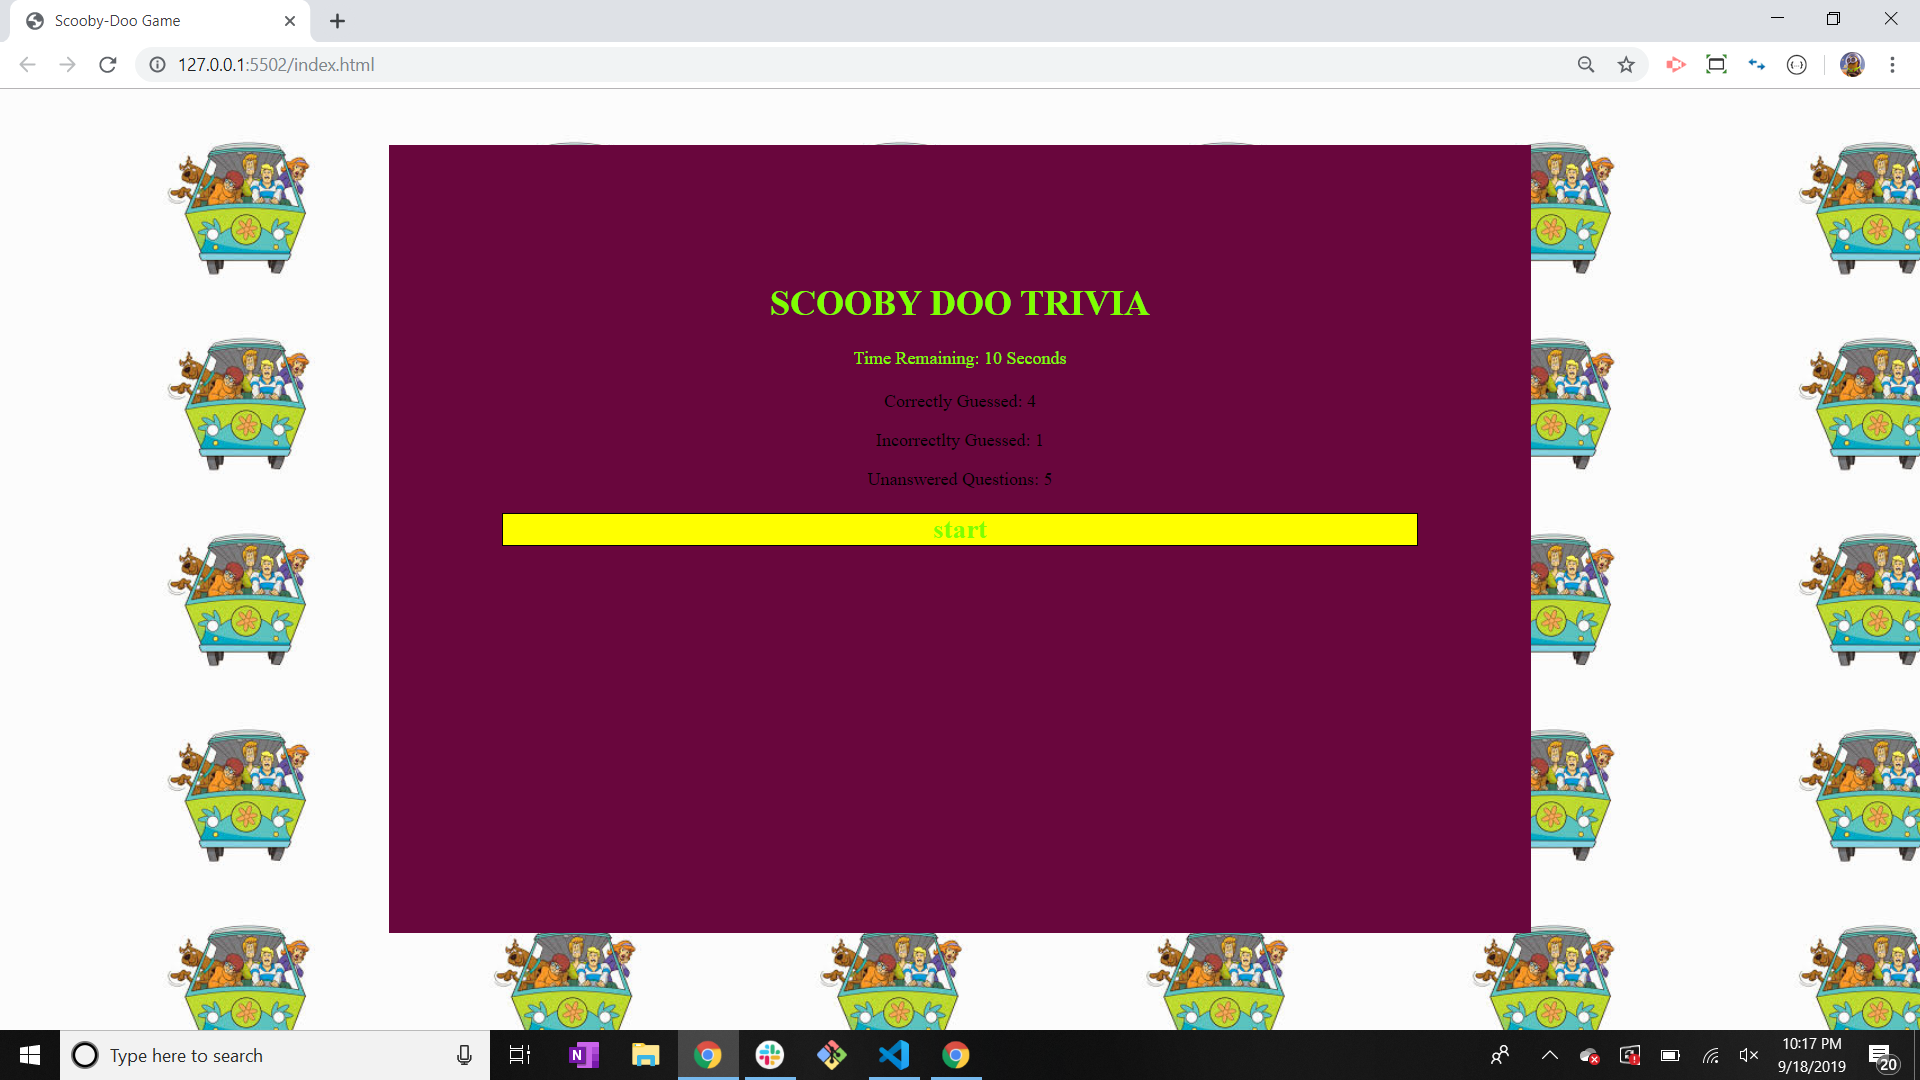 Scooby-Doo Game
127.0.0.1:5502/index.html
SCOOBY DOO TRIVIA
Time Remaining: 10 Seconds
Correctly Guessed: 4
Incorrectlty Guessed: 1
Unanswered Questions: 5
start
Type here to search
N
10:17 PM
9/18/2019
20